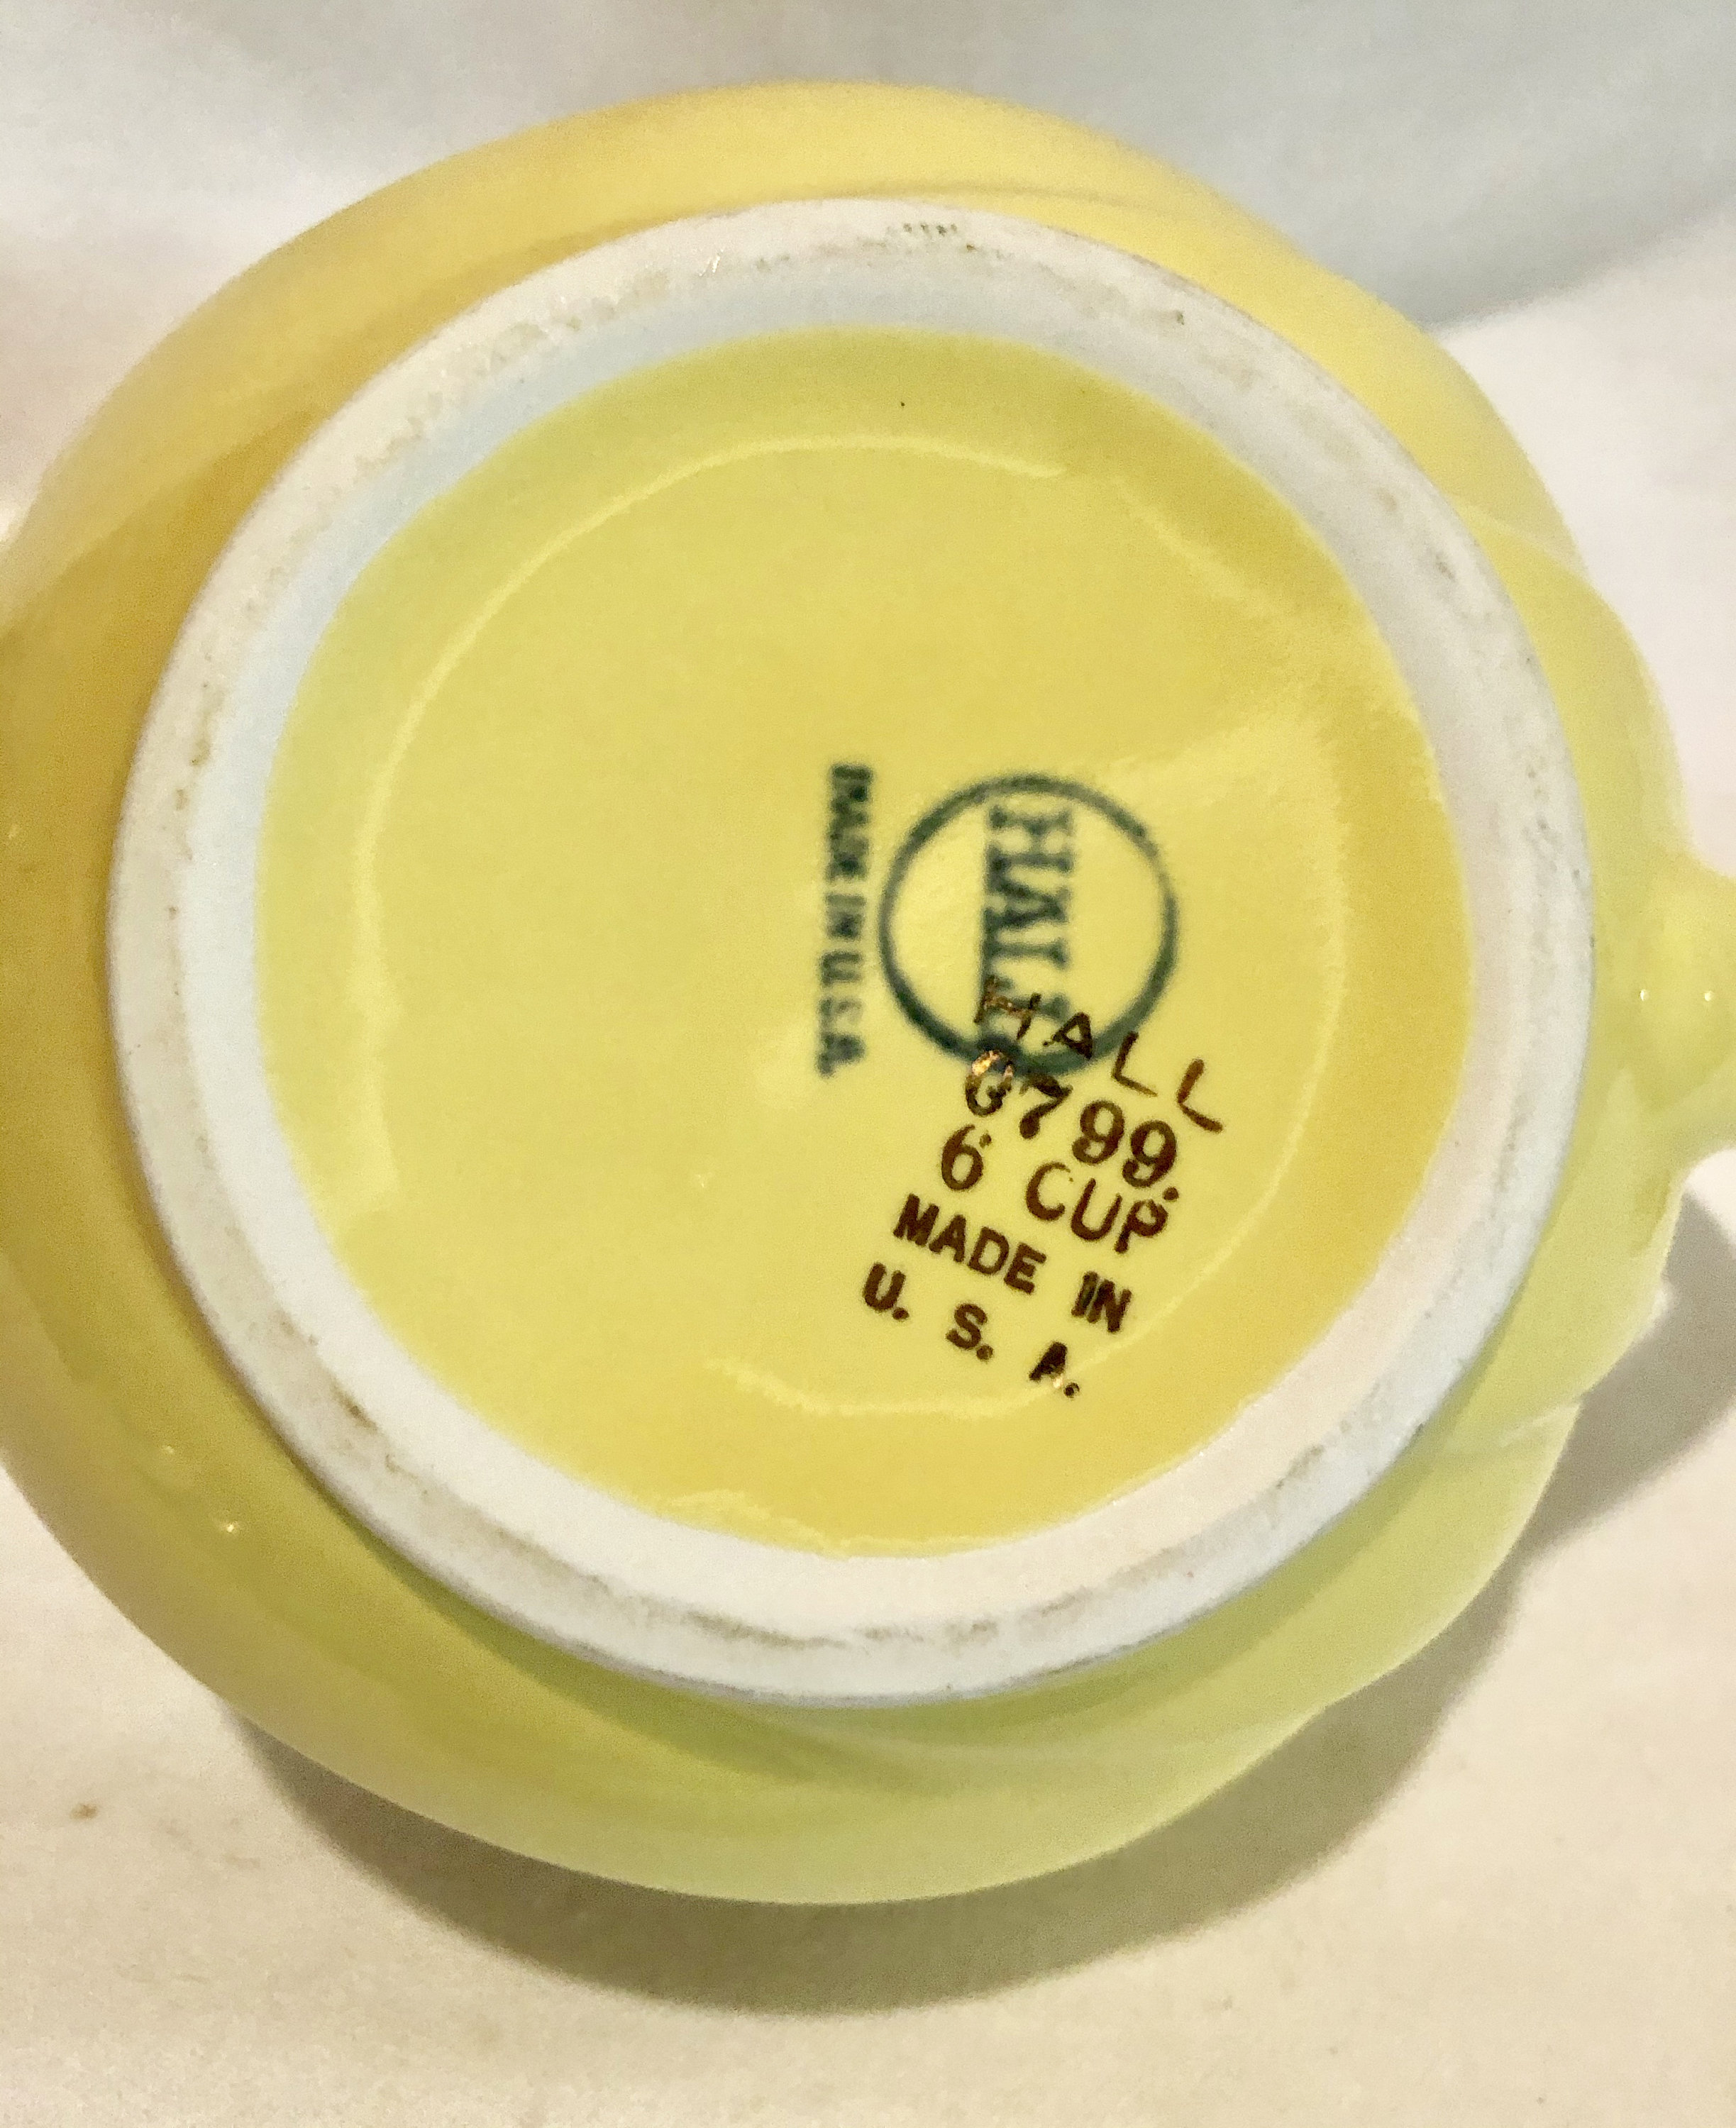 HALL
MADE IN U.S.A.
HALL
0799.
6 CUP
MADE IN
U. S. A.